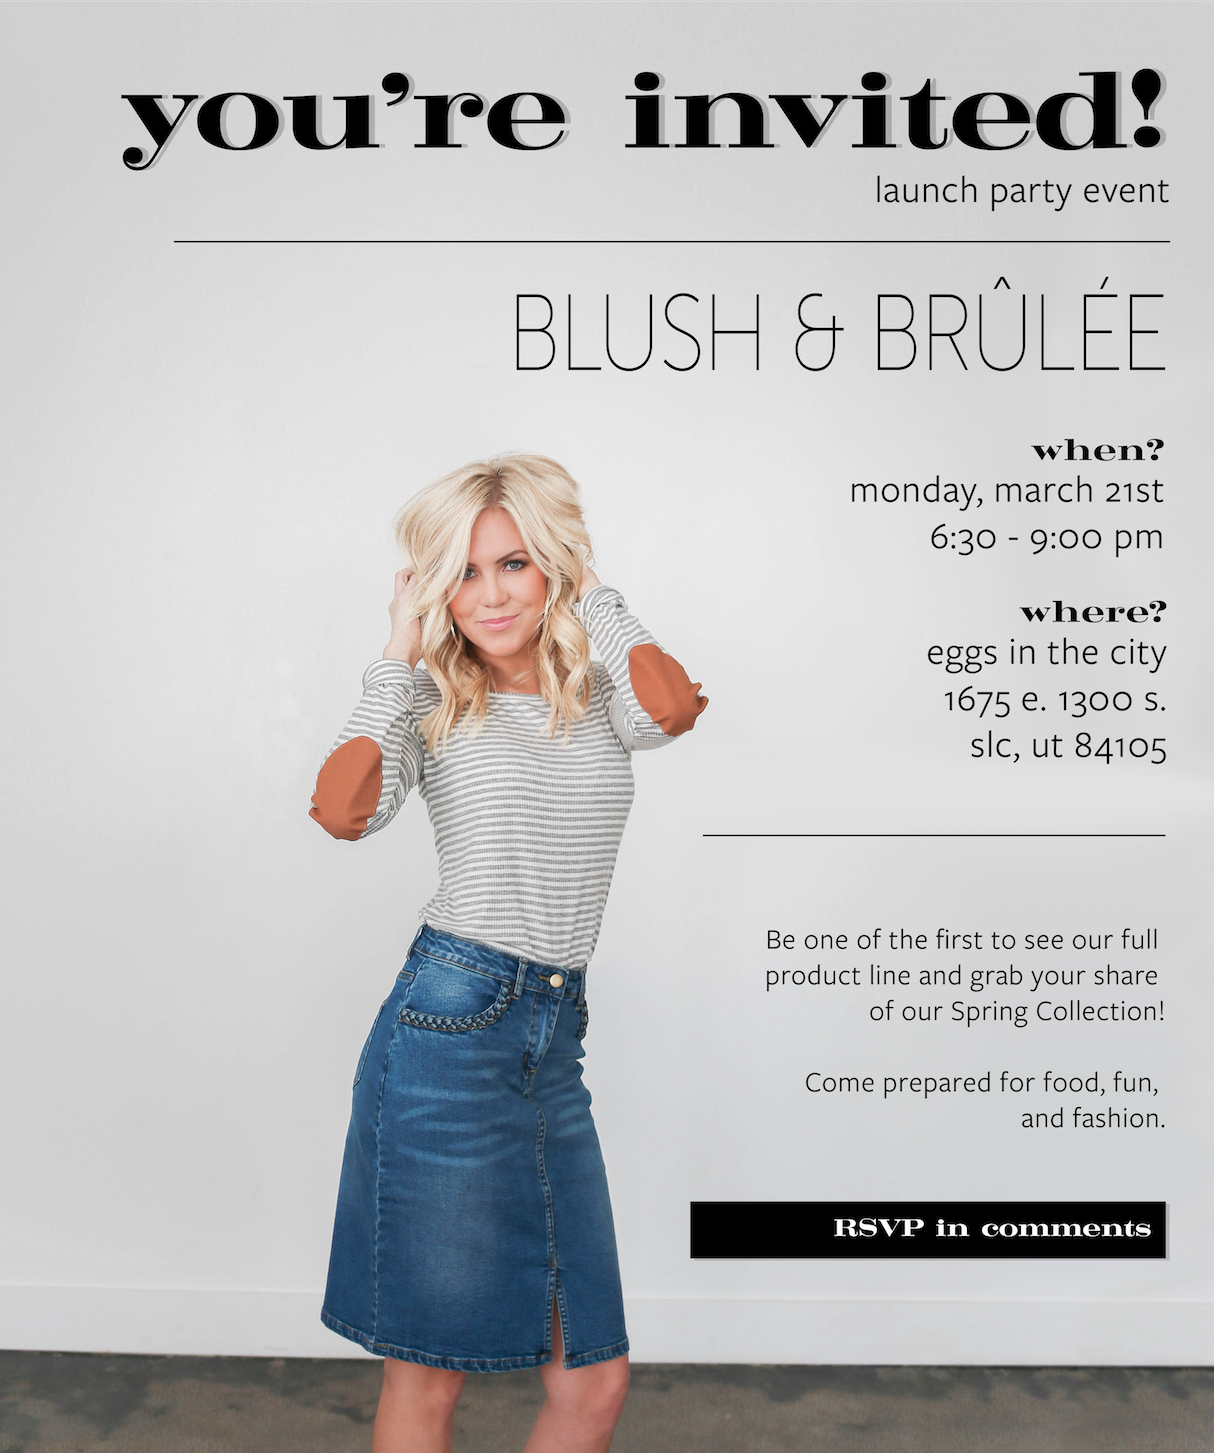 you're invited!
launch party event
BLUSH & BRÛLÉE
when?
monday, march 21st
6:30 - 9:00 pm
where?
eggs in the city
1675 e. 1300 s.
slc, ut 84105
Be one of the first to see our full
product line and grab your share
of our Spring Collection!
Come prepared for food, fun,
and fashion.
RSVP in comments